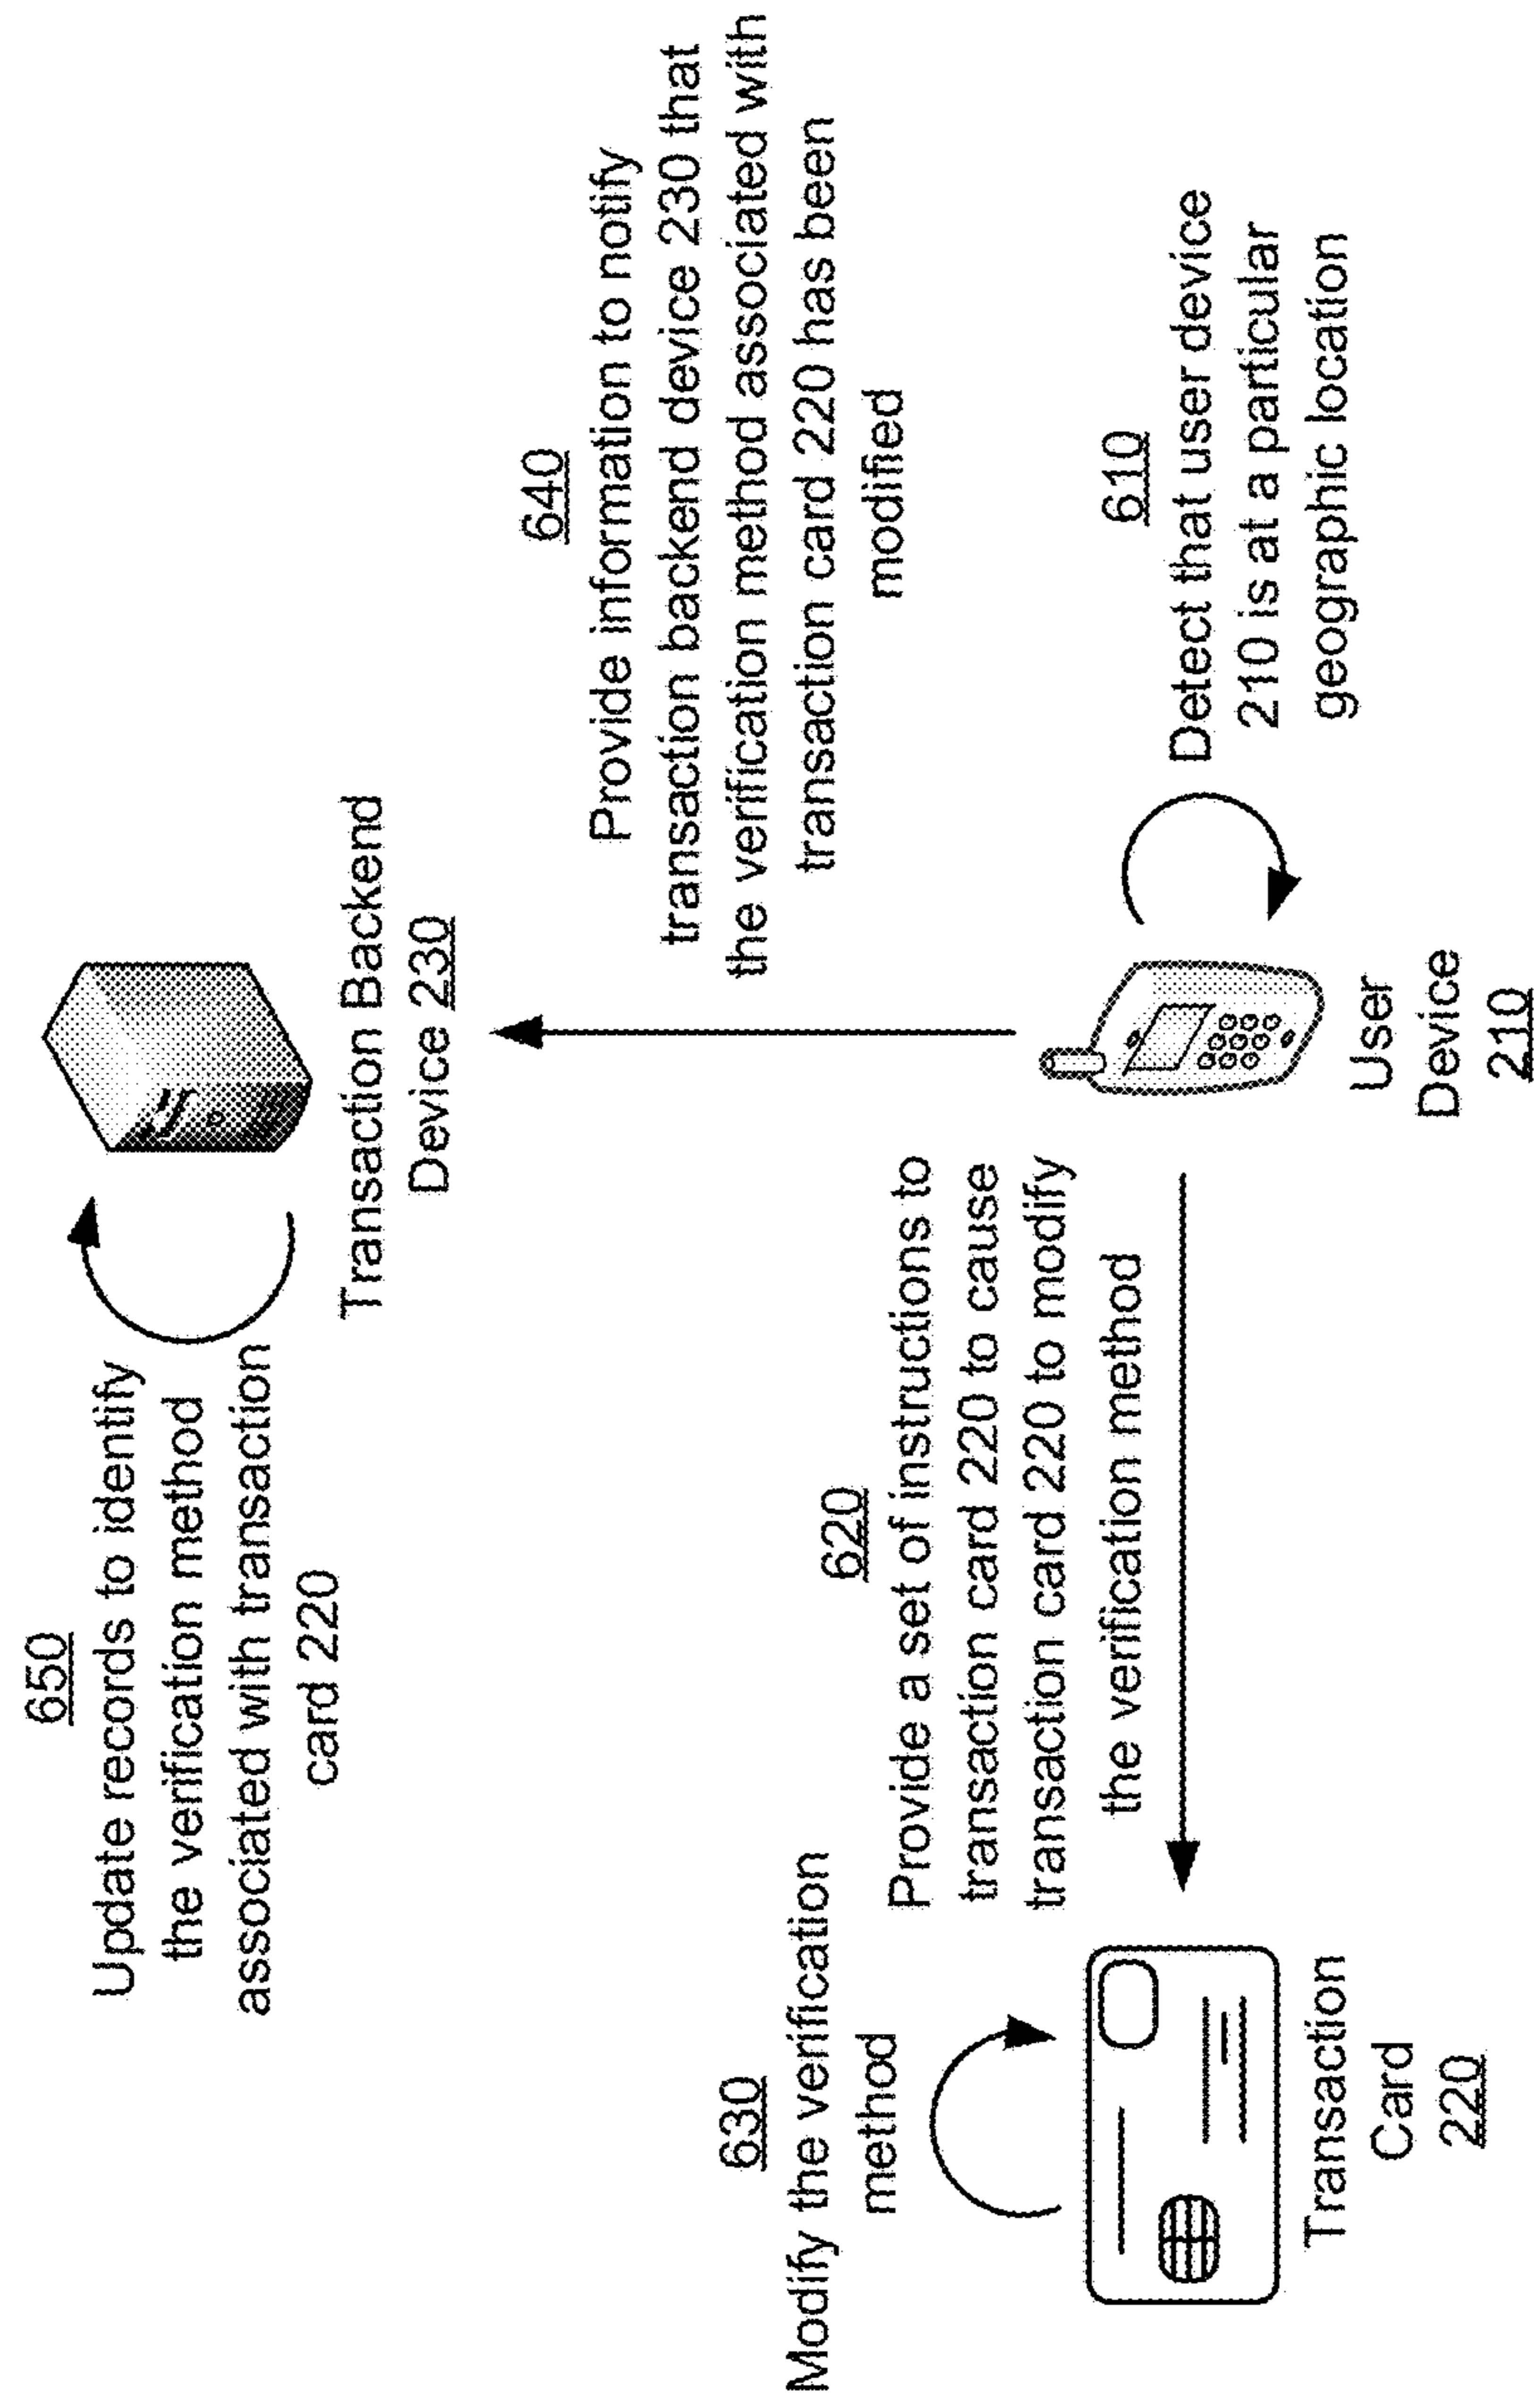 650
Update records to identify
the verification method
associated with transaction
card 220
Transaction Backend
Device 230
640
Provide information to notify
transaction backend device 230 that
the verification method associated with
transaction card 220 has been
modified
630
Modify the verification
method
620
Provide a set of instructions to
transaction card 220 to cause
transaction card 220 to modify
the verification method
610
Detect that user device
210 is at a particular
geographic location
Transaction
Card
220
User
Device
210